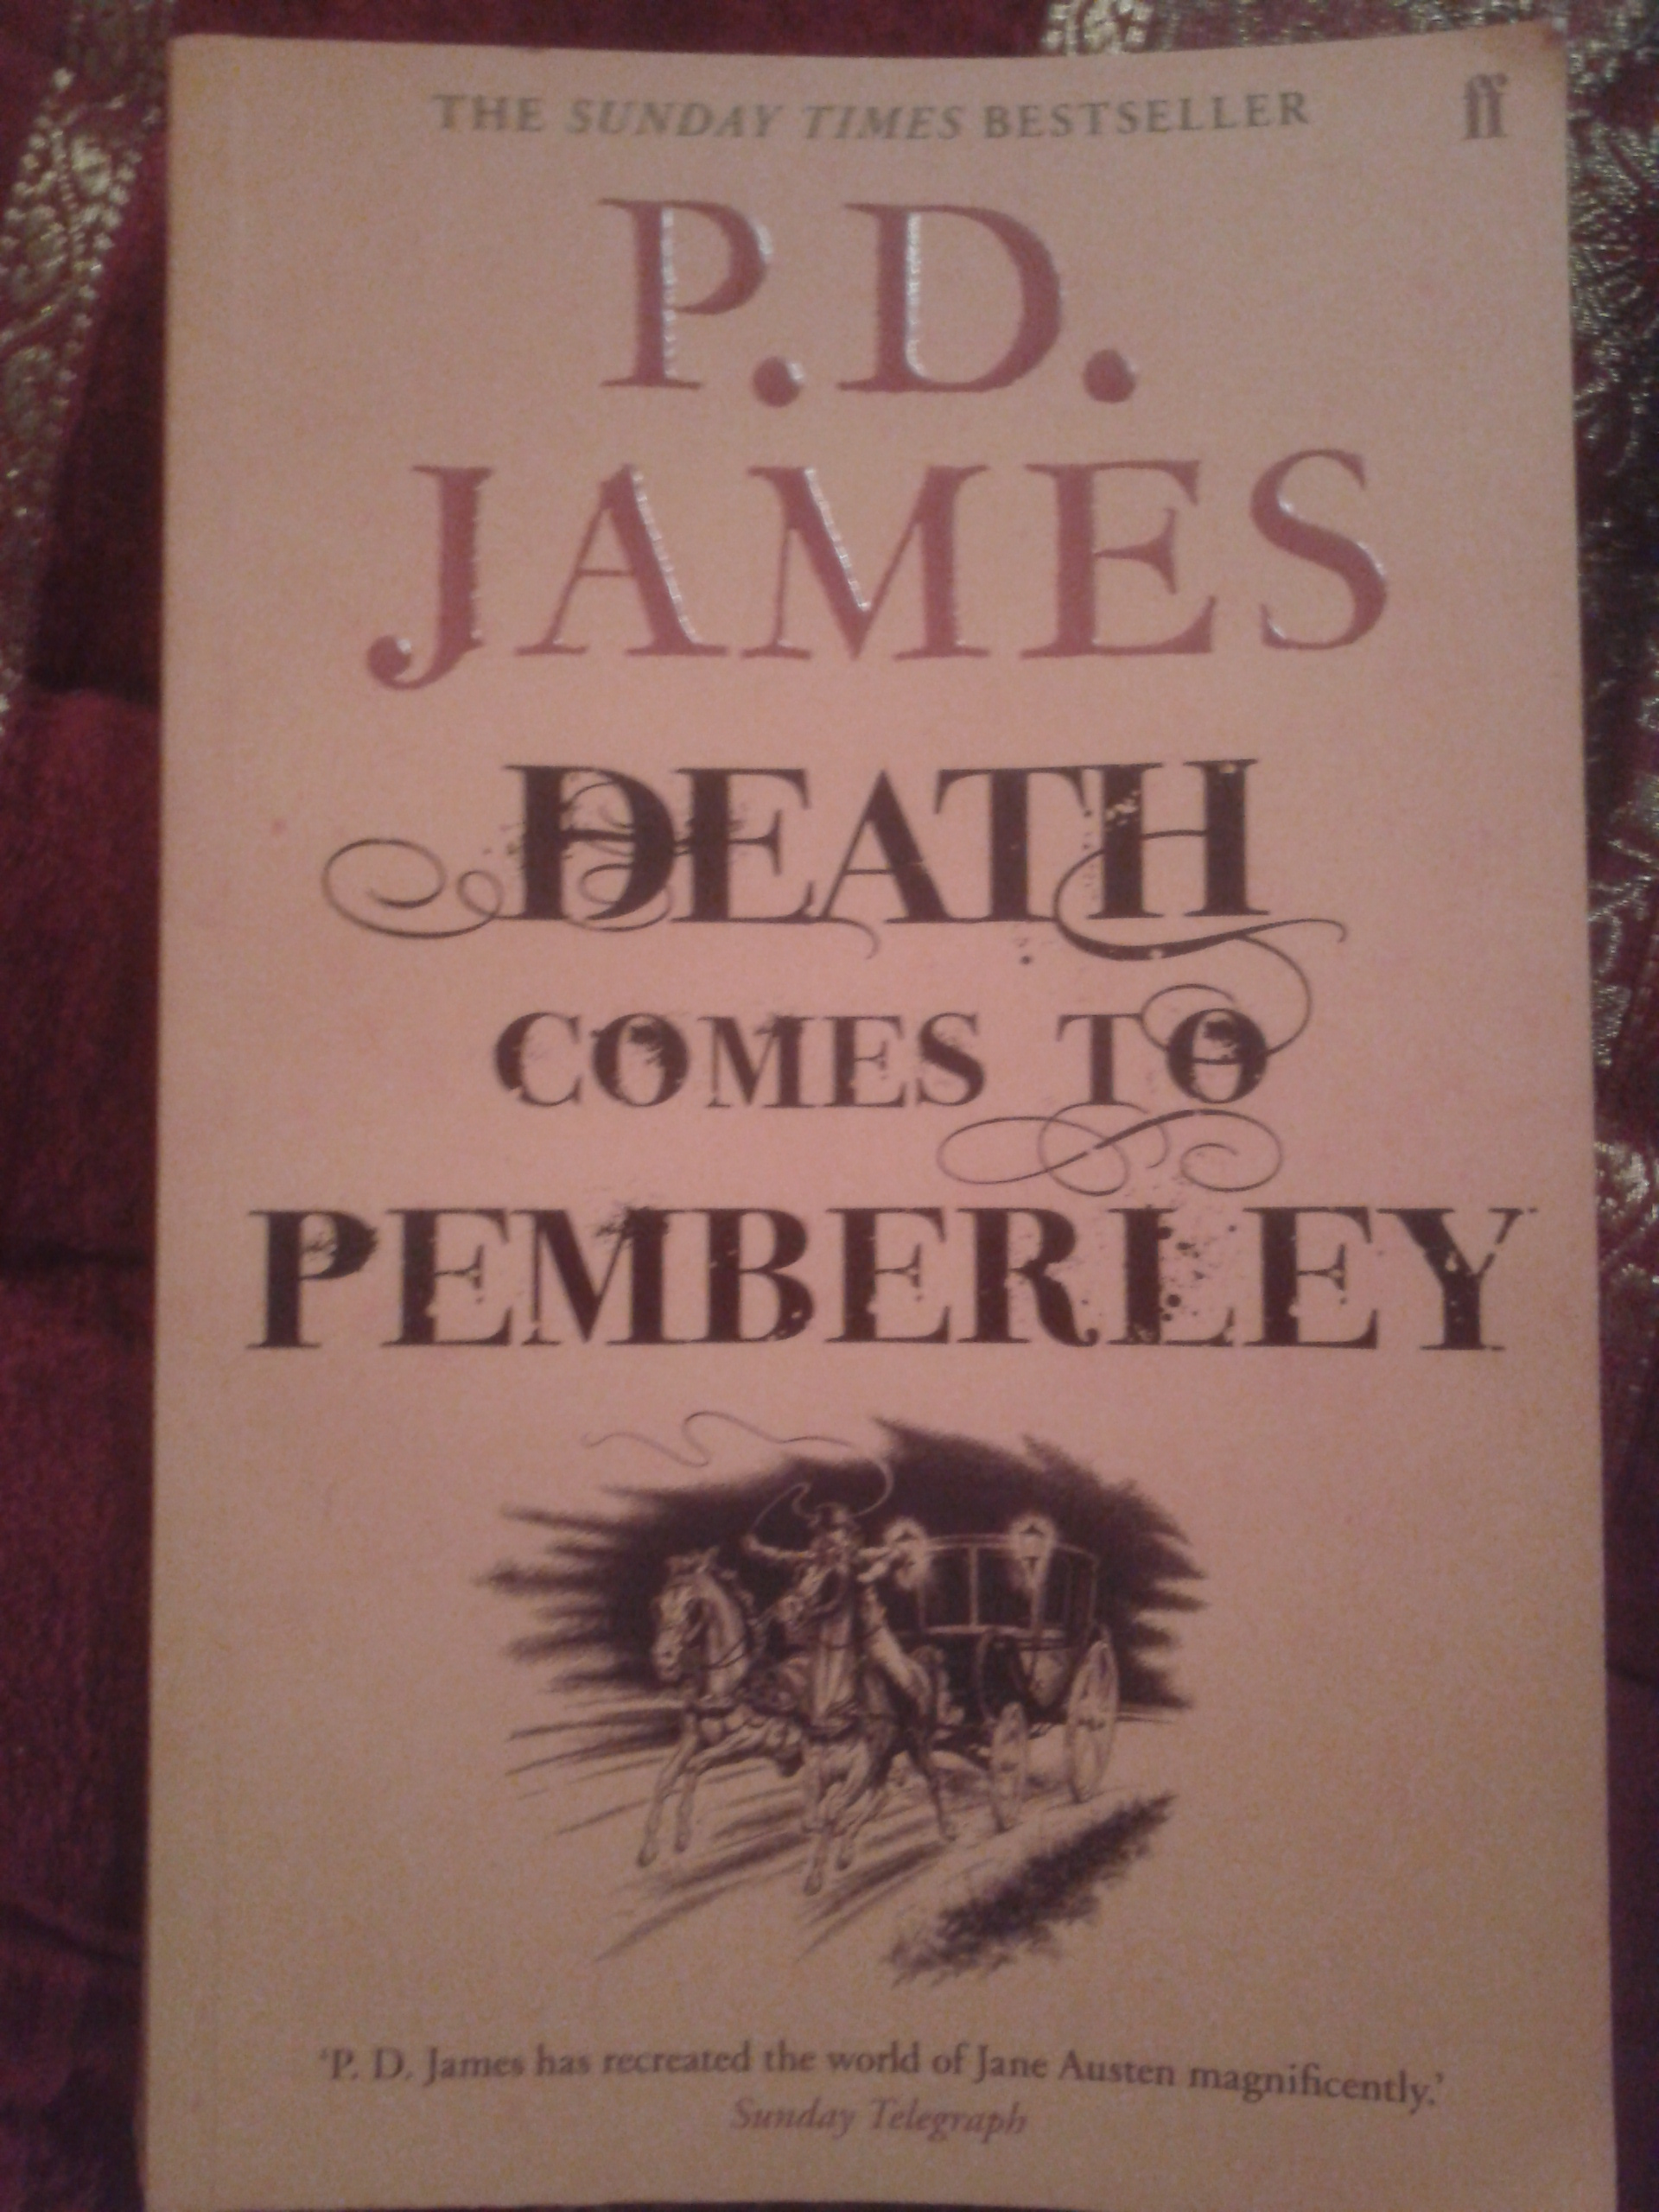 THE SUNDAY TIMES BESTSELLER
ff
P.D.
JAMES
DEATH
COMES TO
PEMBERLEY
‘P. D. James has recreated the world of Jane Austen magnificently.’
Sunday Telegraph